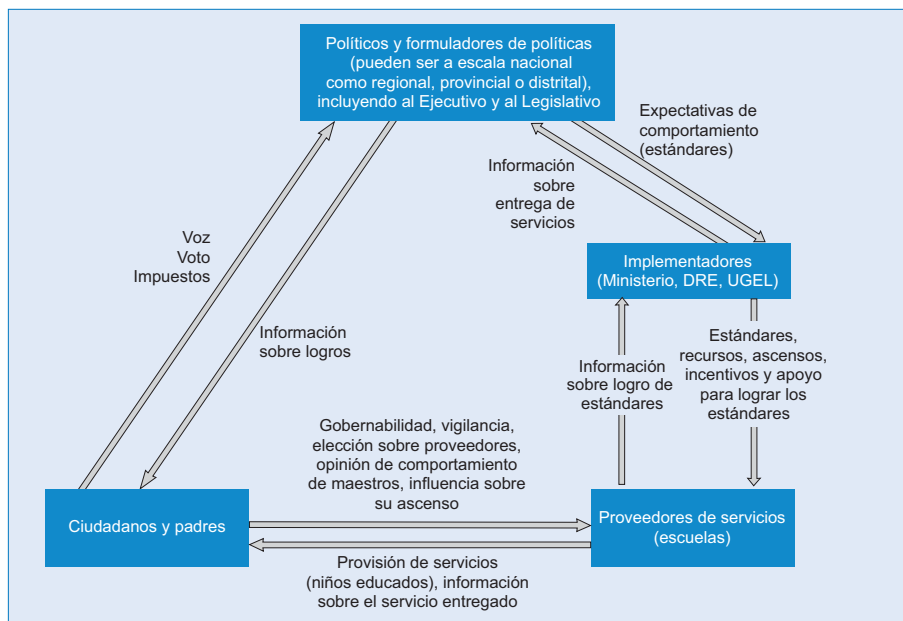 Políticos y formuladores de políticas
(pueden ser a escala nacional
como regional, provincial o distrital),
incluyendo al Ejecutivo y al Legislativo
Expectativas de
comportamiento
(estándares)
Información
sobre
entrega de
servicios
Voz
Voto
Impuestos
Implementadores
(Ministerio, DRE, UGEL)
Información
sobre logros
Información
sobre logro de
estándares
Estándares,
recursos, ascensos,
incentivos y apoyo
para lograr los
estándares
Gobernabilidad, vigilancia,
elección sobre proveedores,
opinión de comportamiento
de maestros, influencia sobre
su ascenso
Ciudadanos y padres
Proveedores de servicios
(escuelas)
Provisión de servicios
(niños educados), información
sobre el servicio entregado